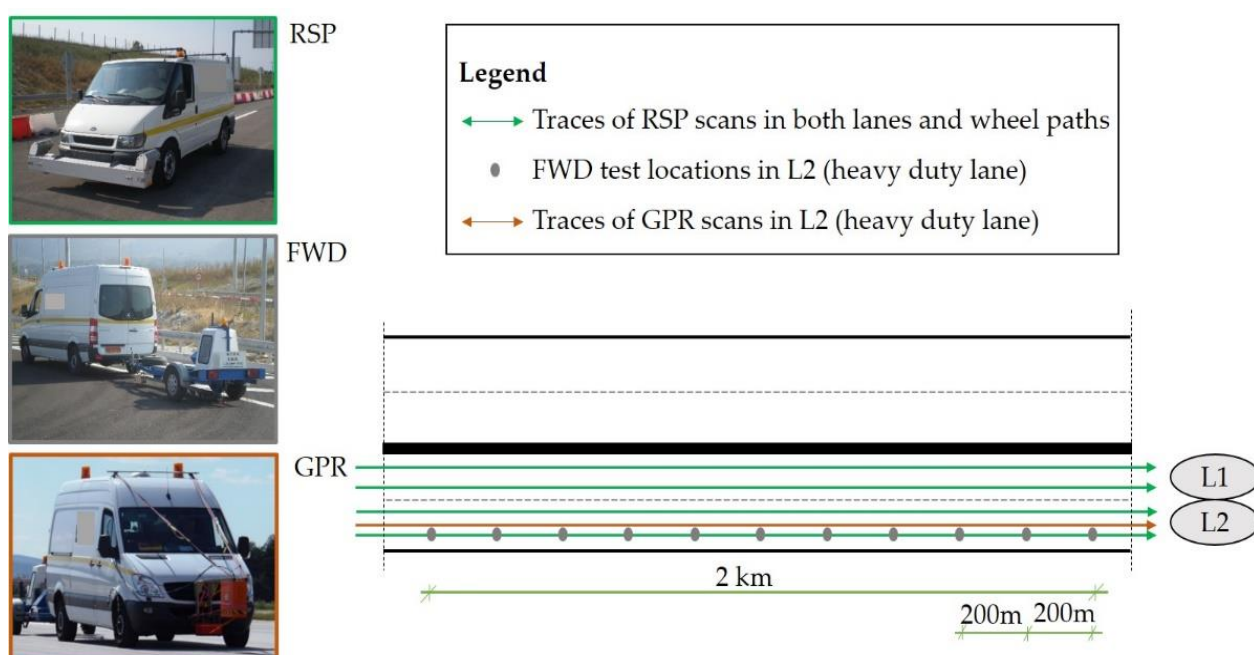 RSP
Legend
Traces of RSP scans in both lanes and wheel paths
FWD test locations in L2 (heavy duty lane)
Traces of GPR scans in L2 (heavy duty lane)
FWD
GPR
L1
L2
2 km
200m 200m